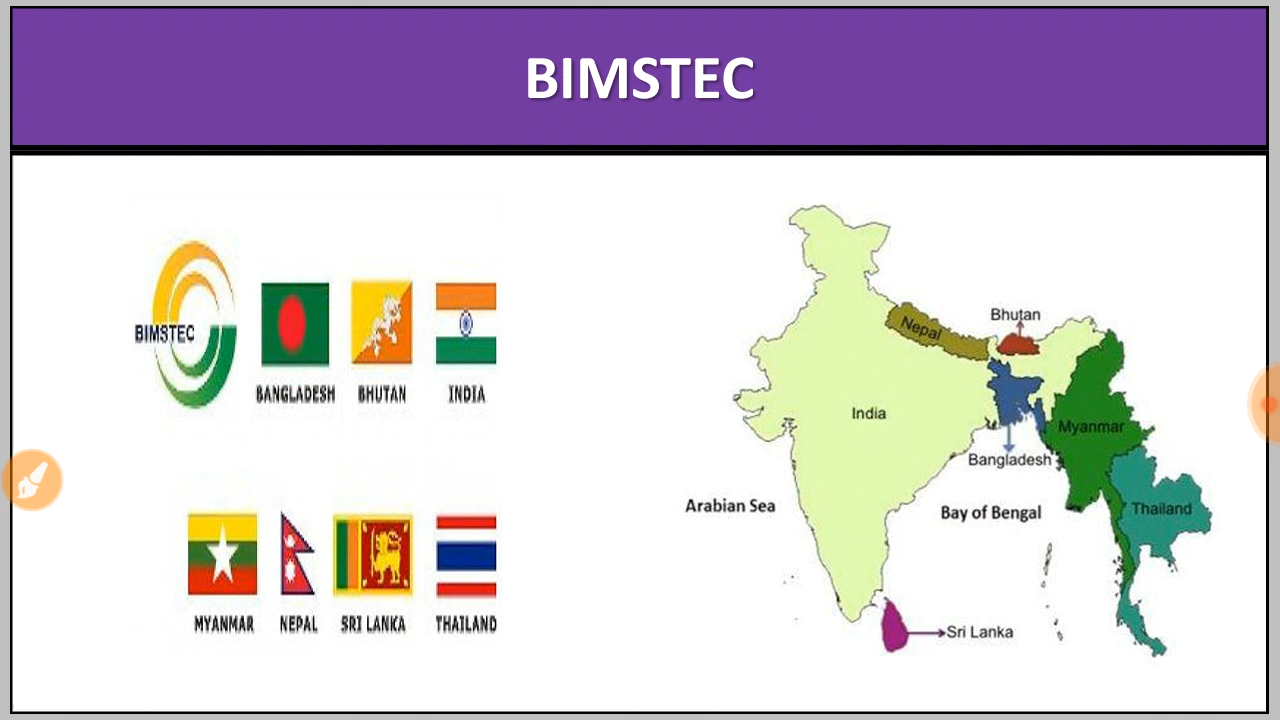 BIMSTEC
BIMSTEC
BANGLADESH
BHUTAN
INDIA
MYANMAR
NEPAL
SRI LANKA
THAILAND
Nepal
Bhutan
India
Myanmar
Bangladesh
Arabian Sea
Bay of Bengal
Thailand
Sri Lanka